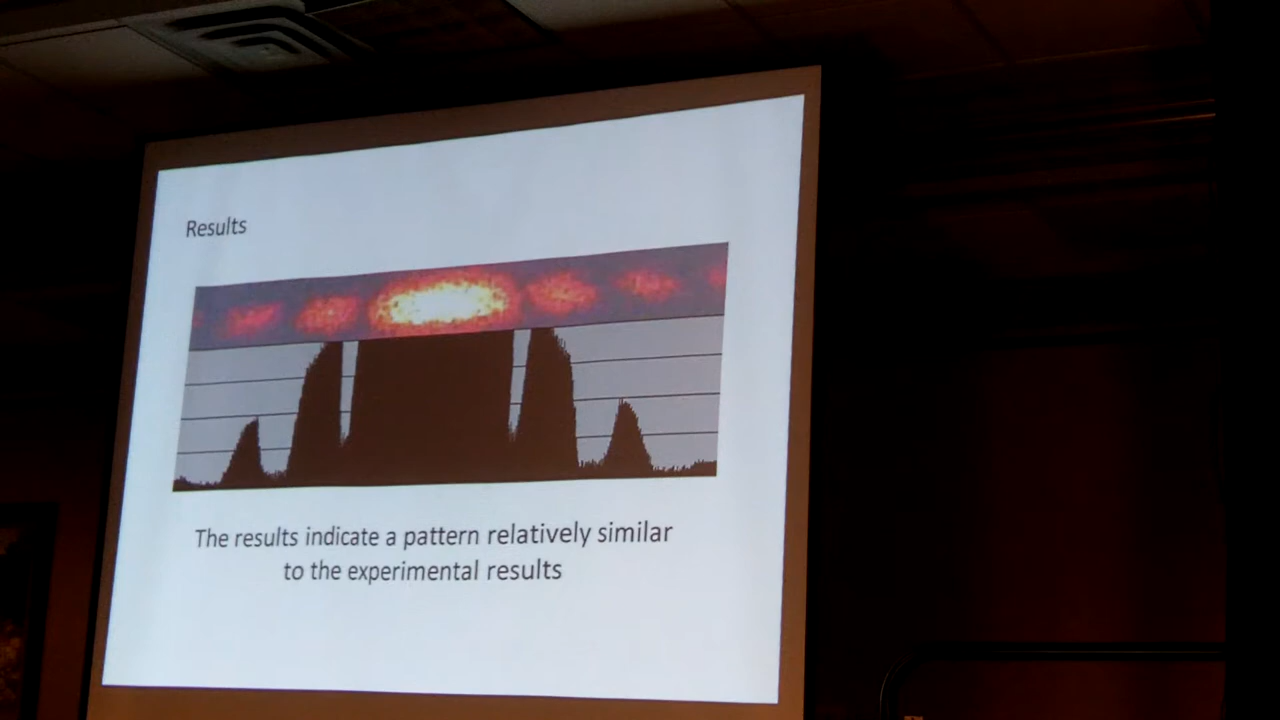 Results
The results indicate a pattern relatively similar
to the experimental results